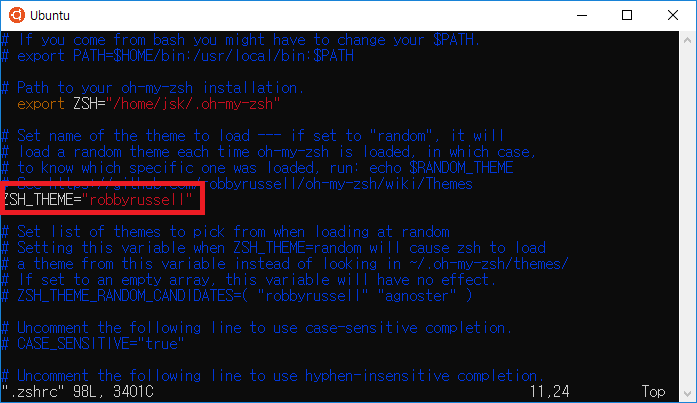 Ubuntu
# If you come from bash you might have to change your $PATH.
# export PATH=$HOME/bin:/usr/local/bin:$PATH
# Path to your oh-my-zsh installation.
export ZSH="/home/jsk/.oh-my-zsh"
# Set name of the theme to load --- if set to "random", it will
# load a random theme each time oh-my-zsh is loaded, in which case,
# to know which specific one was loaded, run: echo $RANDOM_THEME
# See https://github.com/robbyrussell/oh-my-zsh/wiki/Themes
ZSH_THEME="robbyrussell"
# Set list of themes to pick from when loading at random
# Setting this variable when ZSH_THEME=random will cause zsh to load
# a theme from this variable instead of looking in ~/.oh-my-zsh/themes/
# If set to an empty array, this variable will have no effect.
# ZSH_THEME_RANDOM_CANDIDATES=( "robbyrussell" "agnoster" )
# Uncomment the following line to use case-sensitive completion.
# CASE_SENSITIVE="true"
# Uncomment the following line to use hyphen-insensitive completion.
".zshrc" 98L, 3401C 11,24 Top